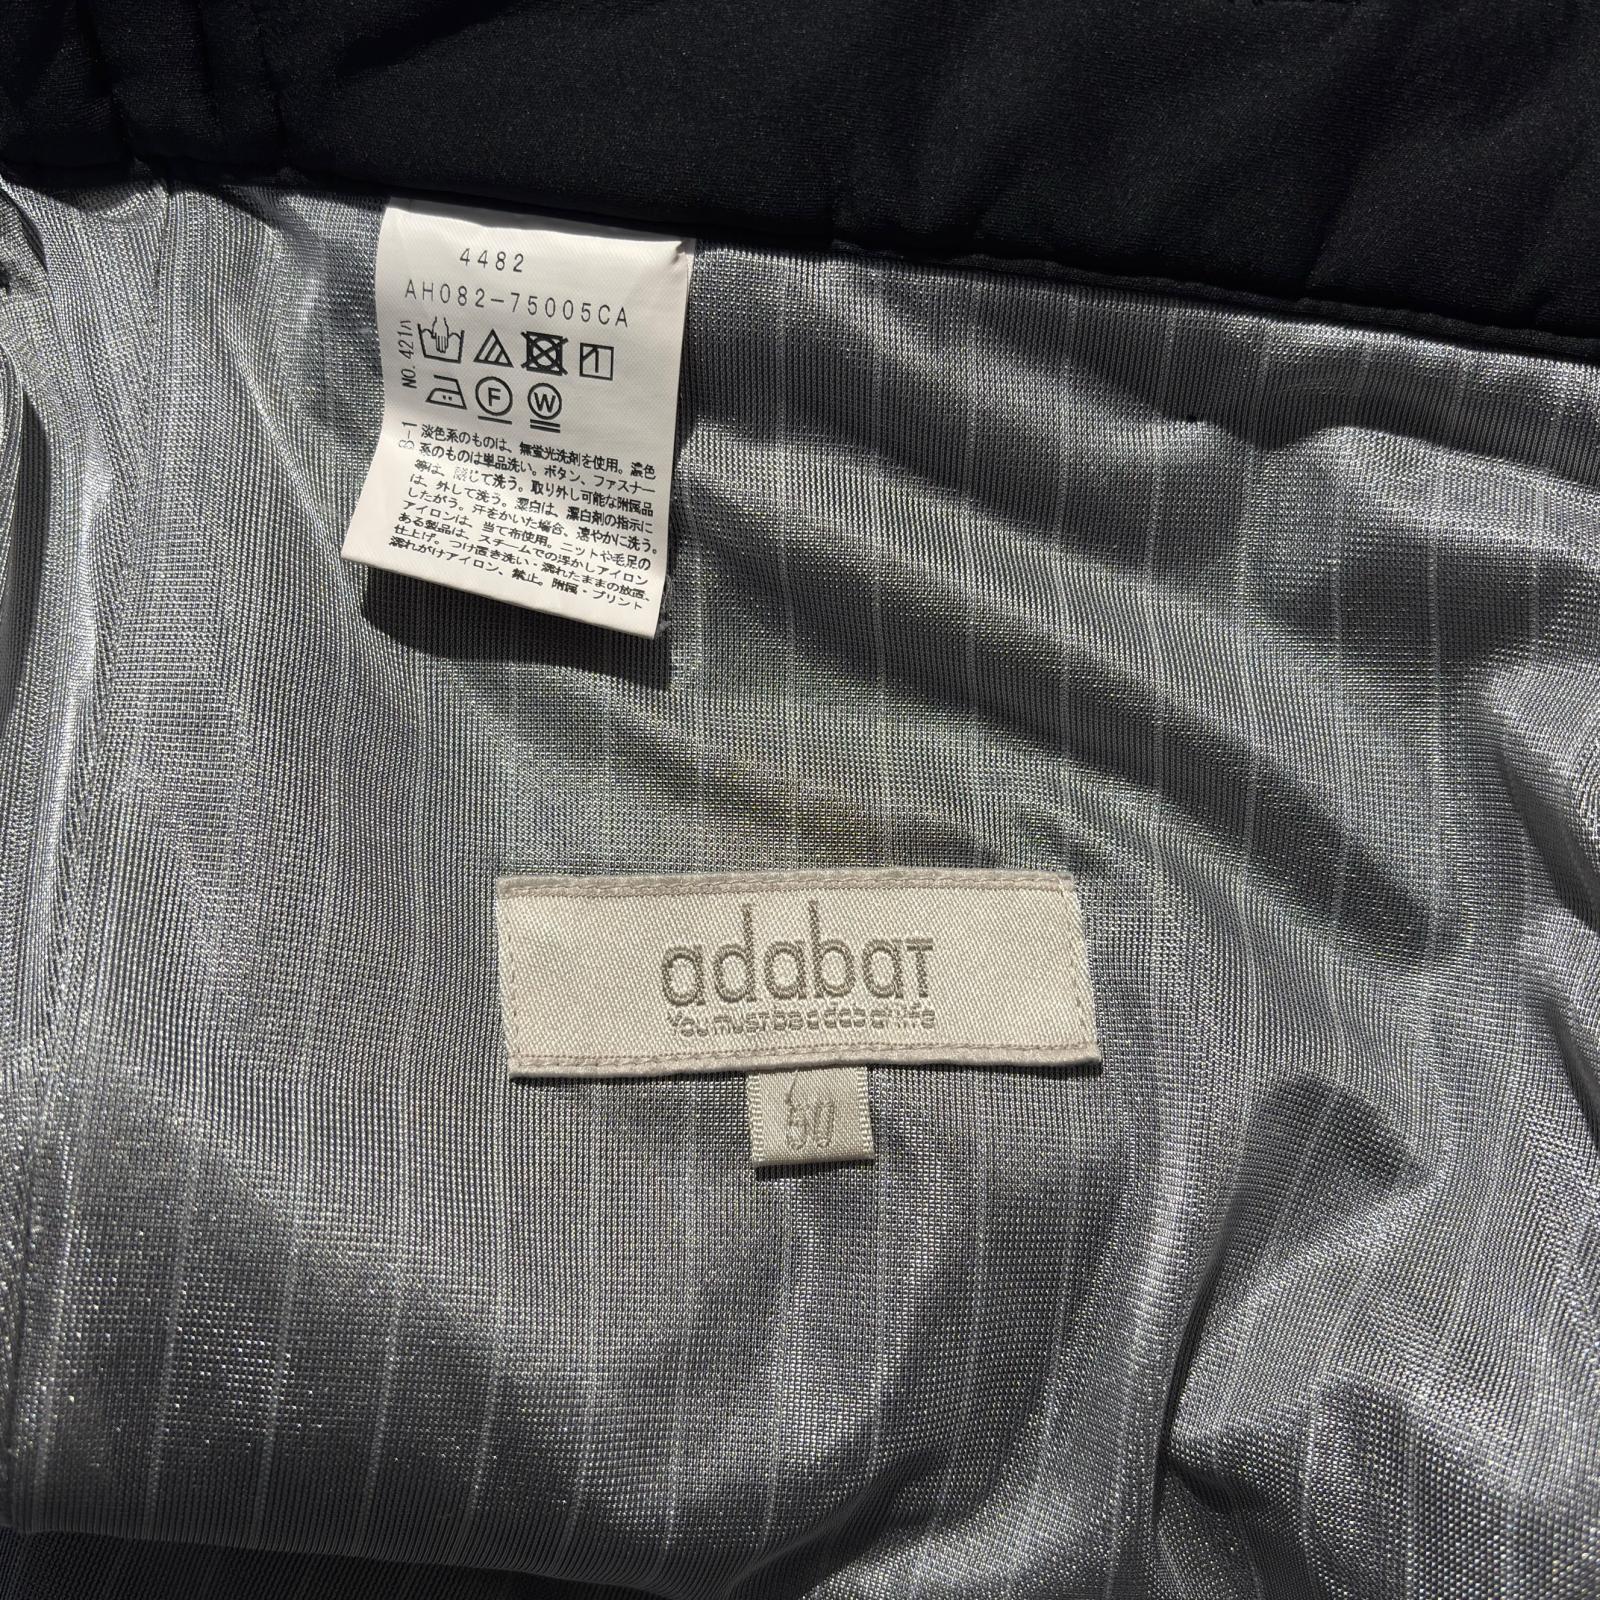 4482
AH082-75005CA
NO. 421ハ
F
W
B-1
淡色系のものは、無蛍光洗剤を使用。濃色
系のものは単品洗い。ボタン、ファスナー
等は、閉じて洗う。取り外し可能な附属品
は、外して洗う。漂白は、漂白剤の指示に
したがう。汗をかいた場合、速やかに洗う。
アイロンは、当て布使用。ニットや毛足の
ある製品は、スチームでの浮かしアイロン
仕上げ。つけ置き洗い・濡れたままの放置、
濡れがけアイロン、禁止。附属・プリント
adabat
You must be
life
50